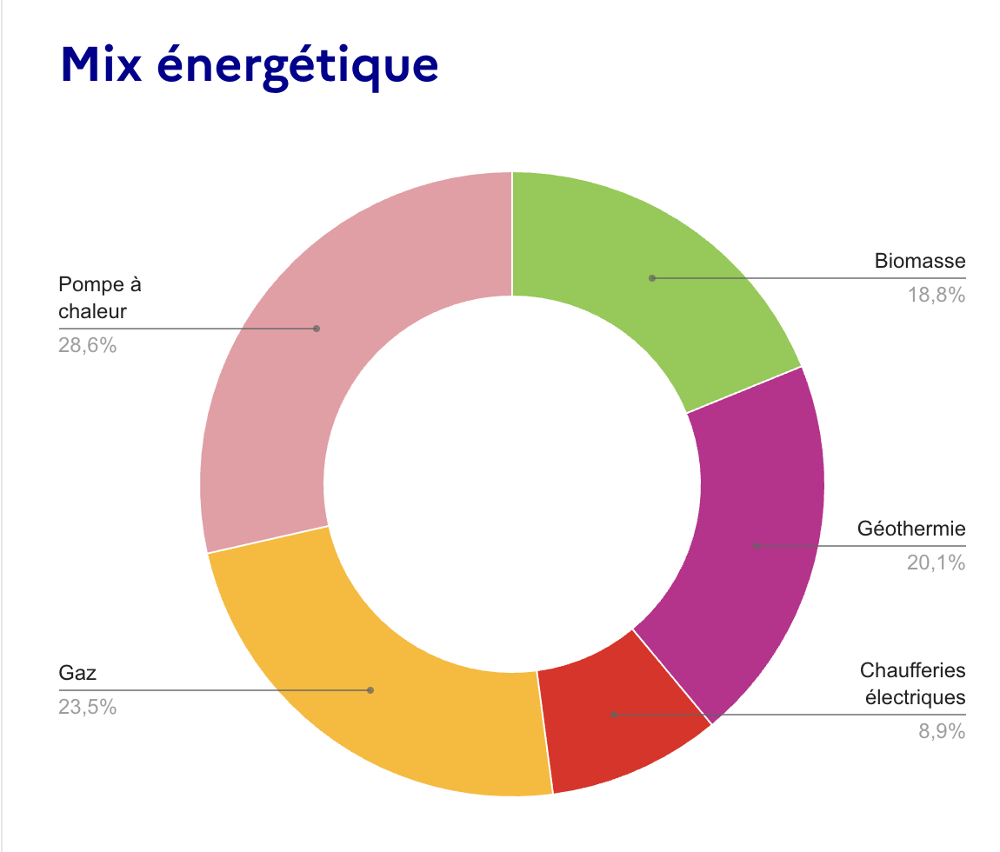 Mix énergétique
Biomasse
18,8%
Pompe à
chaleur
28,6%
Géothermie
20,1%
Chaufferies
électriques
8,9%
Gaz
23,5%